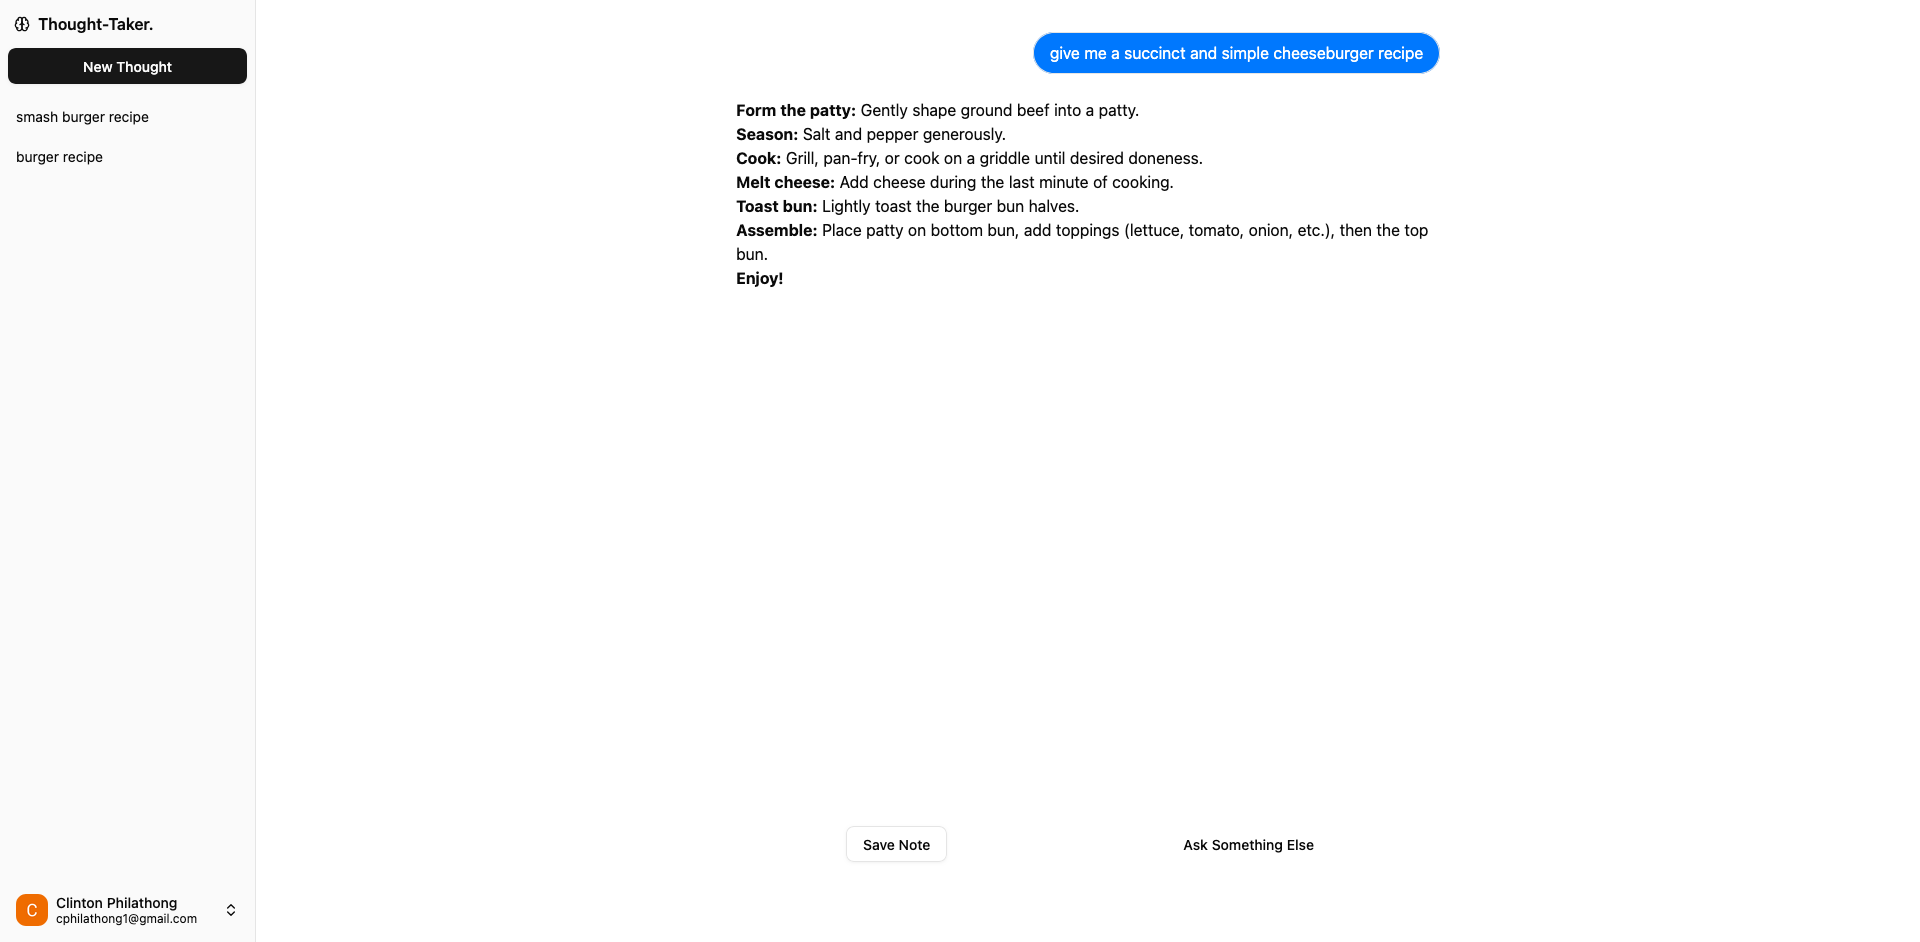 Thought-Taker.
New Thought
smash burger recipe
burger recipe
give me a succinct and simple cheeseburger recipe
Form the patty: Gently shape ground beef into a patty.
Season: Salt and pepper generously.
Cook: Grill, pan-fry, or cook on a griddle until desired doneness.
Melt cheese: Add cheese during the last minute of cooking.
Toast bun: Lightly toast the burger bun halves.
Assemble: Place patty on bottom bun, add toppings (lettuce, tomato, onion, etc.), then the top
bun.
Enjoy!
Save Note
Ask Something Else
C
Clinton Philathong
cphilathong1@gmail.com